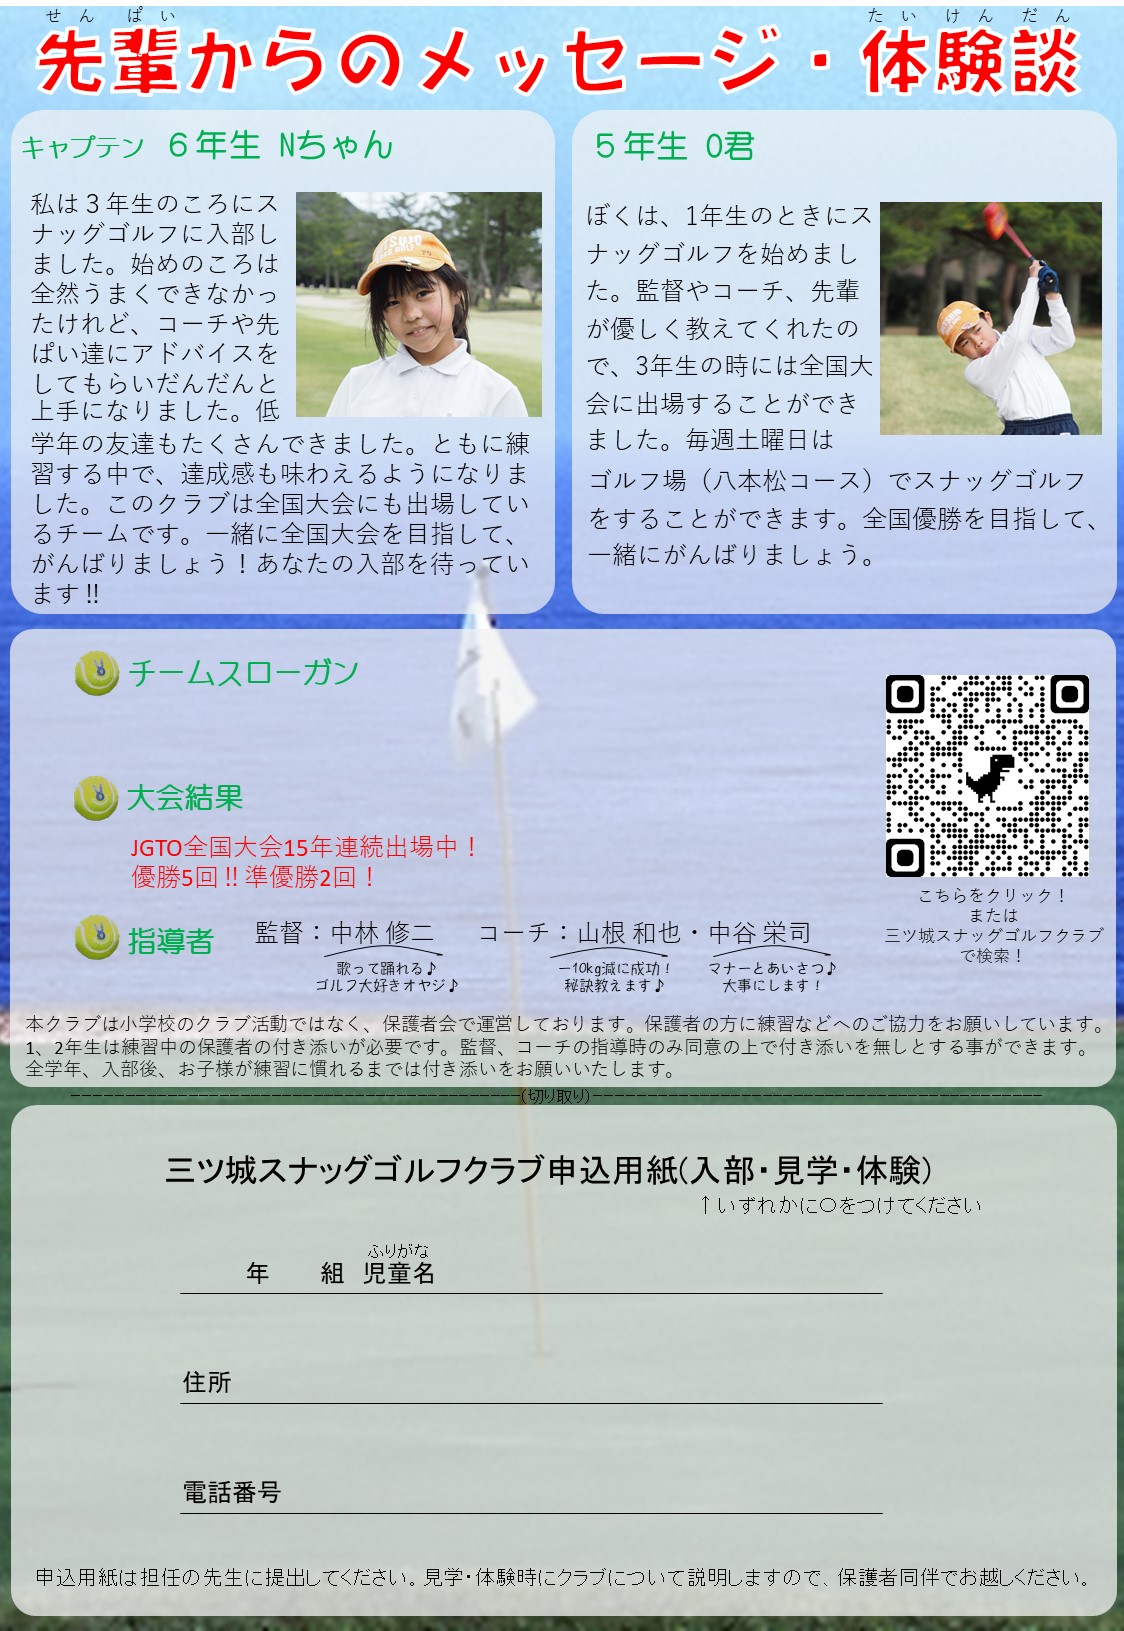 せんぱい たいけんだん
先輩からのメッセージ・体験談
キャプテン ６年生 Nちゃん
私は３年生のころにス
ナッグゴルフに入部し
ました。始めのころは
全然うまくできなかっ
たけれど、コーチや先
ぱい達にアドバイスを
してもらいだんだんと
上手になりました。低
学年の友達もたくさんできました。ともに練
習する中で、達成感も味わえるようになりま
した。このクラブは全国大会にも出場してい
るチームです。一緒に全国大会を目指して、
がんばりましょう！あなたの入部を待ってい
ます‼
５年生 O君
ぼくは、1年生のときにス
ナッグゴルフを始めまし
た。監督やコーチ、先輩
が優しく教えてくれたの
で、3年生の時には全国大
会に出場することができ
ました。毎週土曜日は
ゴルフ場（八本松コース）でスナッグゴルフ
をすることができます。全国優勝を目指して、
一緒にがんばりましょう。
チームスローガン
大会結果
JGTO全国大会15年連続出場中！
優勝5回‼準優勝2回！
こちらをクリック！
または
三ツ城スナッグゴルフクラブ
で検索！
指導者 監督：中林 修二 コーチ：山根 和也・中谷 栄司
歌って踊れる♪ －10kg減に成功！ マナーとあいさつ♪
ゴルフ大好きオヤジ♪ 秘訣教えます♪ 大事にします！
本クラブは小学校のクラブ活動ではなく、保護者会で運営しております。保護者の方に練習などへのご協力をお願いしています。
1、2年生は練習中の保護者の付き添いが必要です。監督、コーチの指導時のみ同意の上で付き添いを無しとする事ができます。
全学年、入部後、お子様が練習に慣れるまでは付き添いをお願いいたします。
(切り取り)
三ツ城スナッグゴルフクラブ申込用紙(入部・見学・体験)
↑いずれかに〇をつけてください
ふりがな
年 組 児童名
住所
電話番号
申込用紙は担任の先生に提出してください。見学・体験時にクラブについて説明しますので、保護者同伴でお越しください。